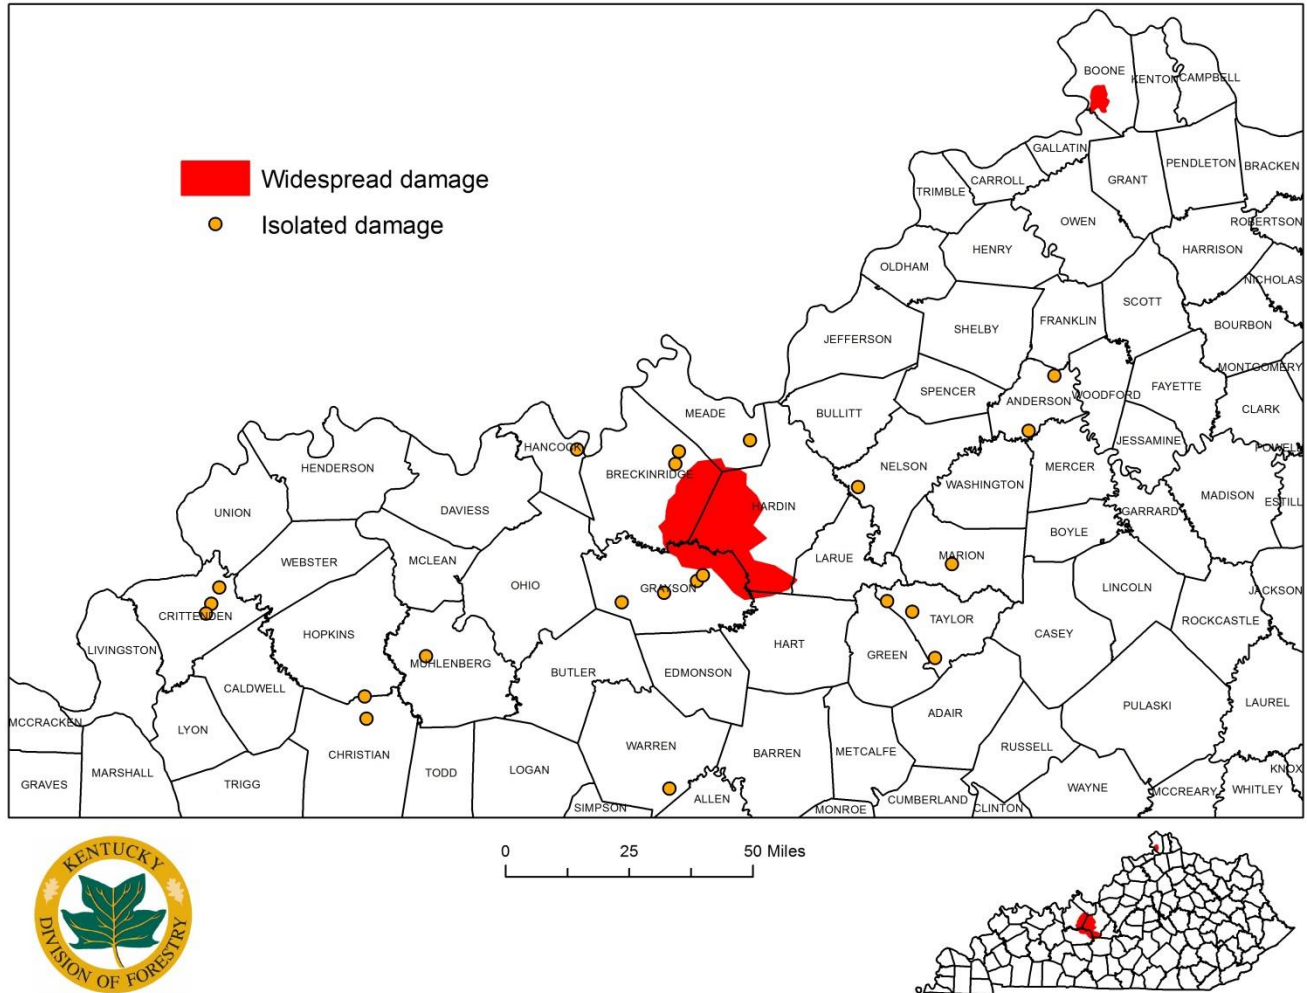 BOONE
KENTON
CAMPBELL
GALLATIN
PENDLETON
BRACKEN
CARROLL
GRANT
TRIMBLE
OWEN
ROBERTSON
HENRY
HARRISON
OLDHAM
NICHOLAS
SCOTT
FRANKLIN
SHELBY
BOURBON
JEFFERSON
MONTGOMERY
SPENCER
ANDERSON
WOODFORD
FAYETTE
CLARK
MEADE
BULLITT
JESSAMINE
POWELL
HANCOCK
HENDERSON
BRECKINRIDGE
NELSON
MERCER
WASHINGTON
MADISON
ESTILL
UNION
DAVIESS
HARDIN
GARRARD
BOYLE
WEBSTER
MCLEAN
OHIO
LARUE
MARION
GRAYSON
LINCOLN
JACKSON
CRITTENDEN
HOPKINS
TAYLOR
ROCKCASTLE
LIVINGSTON
CASEY
HART
GREEN
MUHLENBERG
BUTLER
EDMONSON
CALDWELL
PULASKI
LAUREL
MCCRACKEN
LYON
ADAIR
WARREN
BARREN
METCALFE
RUSSELL
CHRISTIAN
MARSHALL
TODD
LOGAN
KNOX
GRAVES
TRIGG
WAYNE
MCCREARY
WHITLEY
ALLEN
CUMBERLAND
SIMPSON
MONROE
CLINTON
Widespread damage
Isolated damage
0 25 50 Miles
KENTUCKY
DIVISION OF FORESTRY